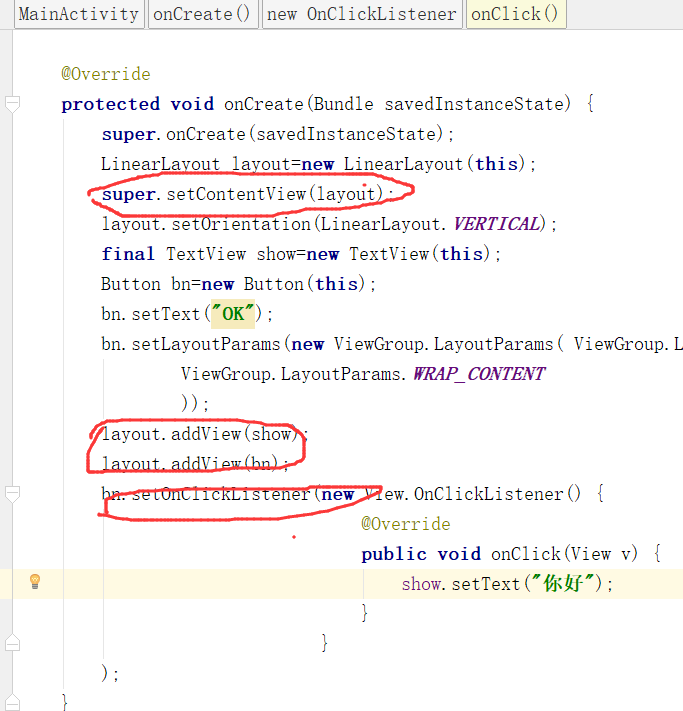 MainActivity onCreate() new OnClickListener onClick()
@Override
protected void onCreate(Bundle savedInstanceState) {
super.onCreate(savedInstanceState);
LinearLayout layout=new LinearLayout(this);
super.setContentView(layout);
layout.setOrientation(LinearLayout.VERTICAL);
final TextView show=new TextView(this);
Button bn=new Button(this);
bn.setText("OK");
bn.setLayoutParams(new ViewGroup.LayoutParams( ViewGroup.L
ViewGroup.LayoutParams.WRAP_CONTENT
));
layout.addView(show);
layout.addView(bn);
bn.setOnClickListener(new View.OnClickListener() {
@Override
public void onClick(View v) {
show.setText("你好");
}
}
);
}